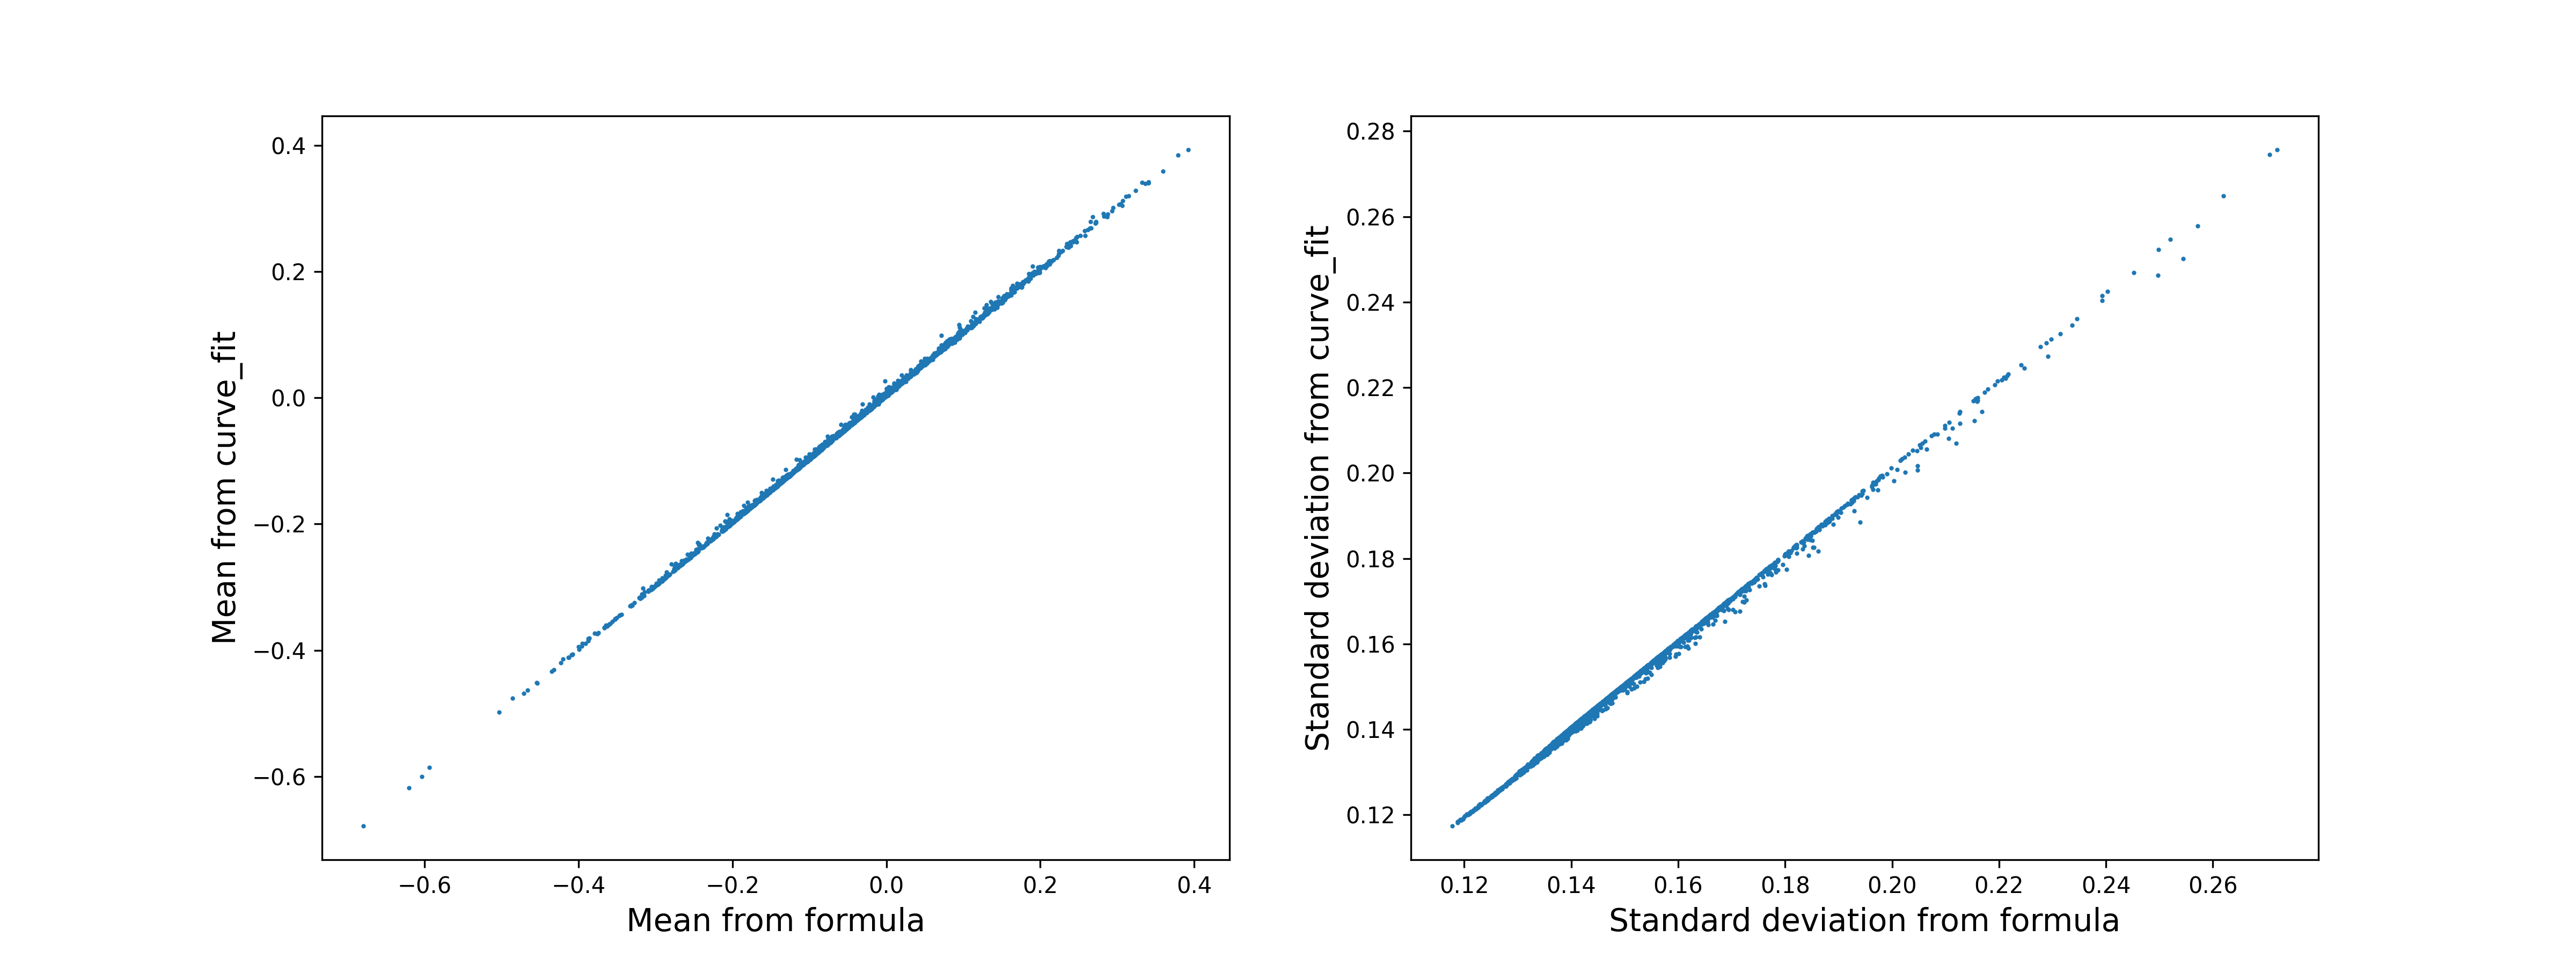 0.4
0.2
0.0
−0.2
−0.4
−0.6
Mean from curve_fit
−0.6 −0.4 −0.2 0.0 0.2 0.4
Mean from formula
0.28
0.26
0.24
0.22
0.20
0.18
0.16
0.14
0.12
Standard deviation from curve_fit
0.12 0.14 0.16 0.18 0.20 0.22 0.24 0.26
Standard deviation from formula